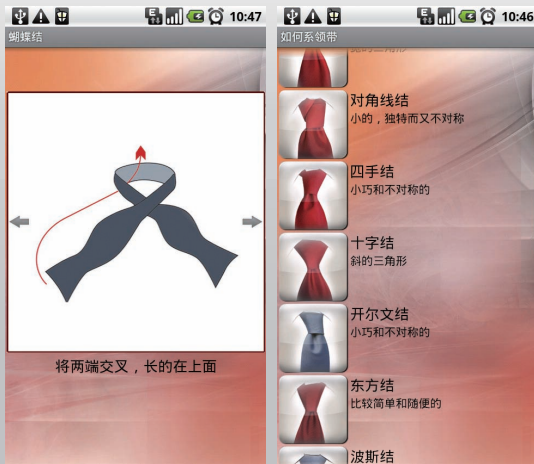 10:47
蝴蝶结
将两端交叉，长的在上面
10:46
如何系领带
对角线结
小的，独特而又不对称
四手结
小巧和不对称的
十字结
斜的三角形
开尔文结
小巧和不对称的
东方结
比较简单和随便的
波斯结